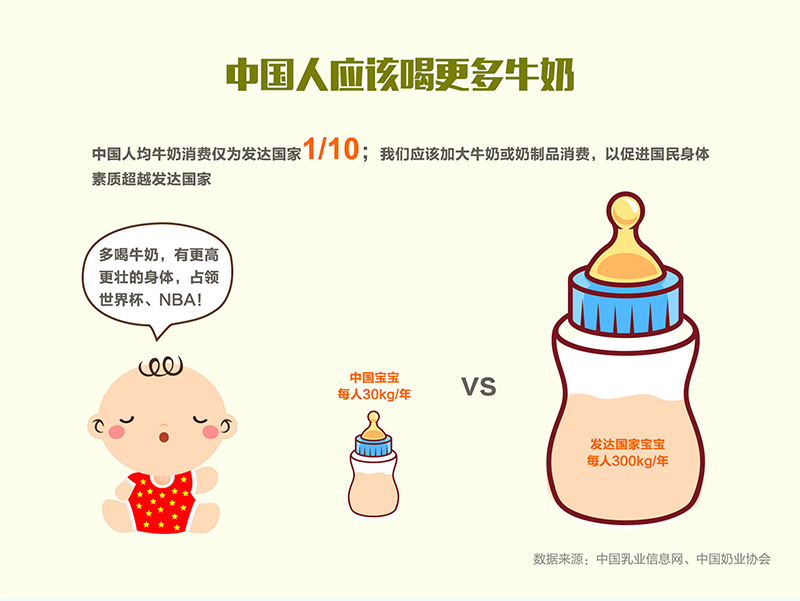 中国人应该喝更多牛奶
中国人均牛奶消费仅为发达国家1/10；我们应该加大牛奶或奶制品消费，以促进国民身体
素质超越发达国家
多喝牛奶，有更高
更壮的身体，占领
世界杯、NBA！
中国宝宝
每人30kg/年
VS
发达国家宝宝
每人300kg/年
数据来源：中国乳业信息网、中国奶业协会